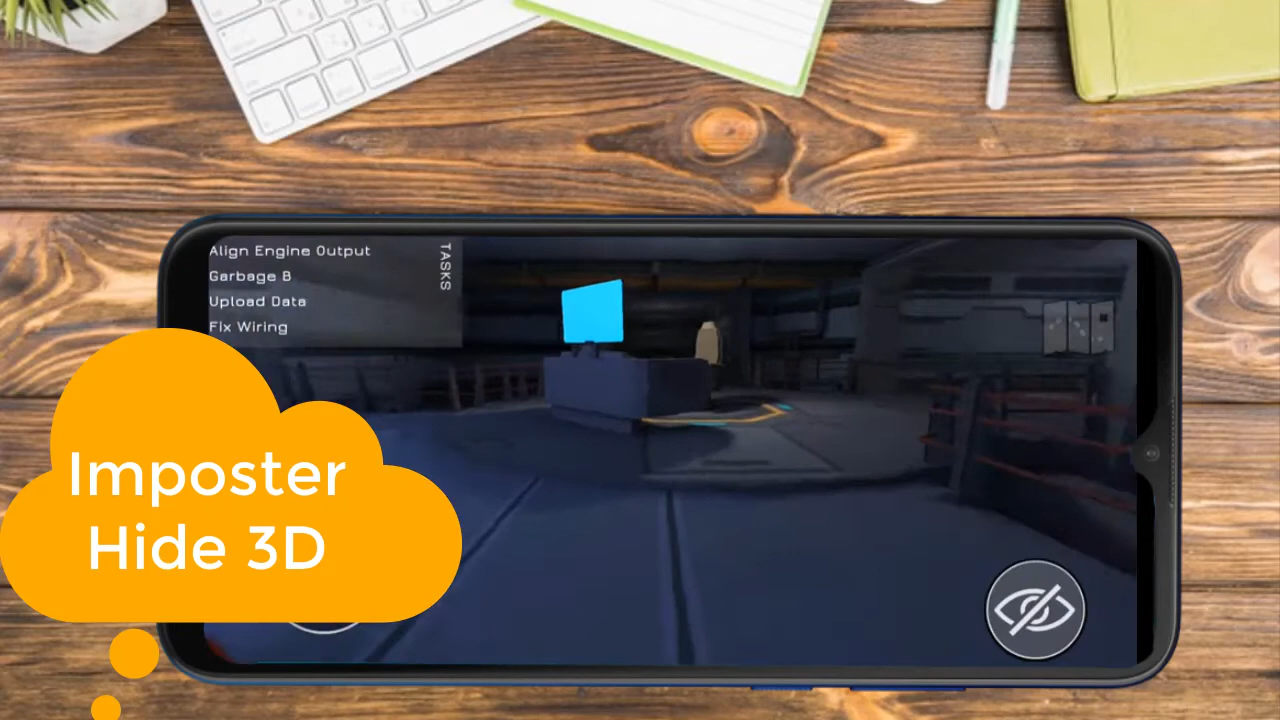 Align Engine Output
Garbage B
Upload Data
Fix Wiring
TASKS
Imposter
Hide 3D